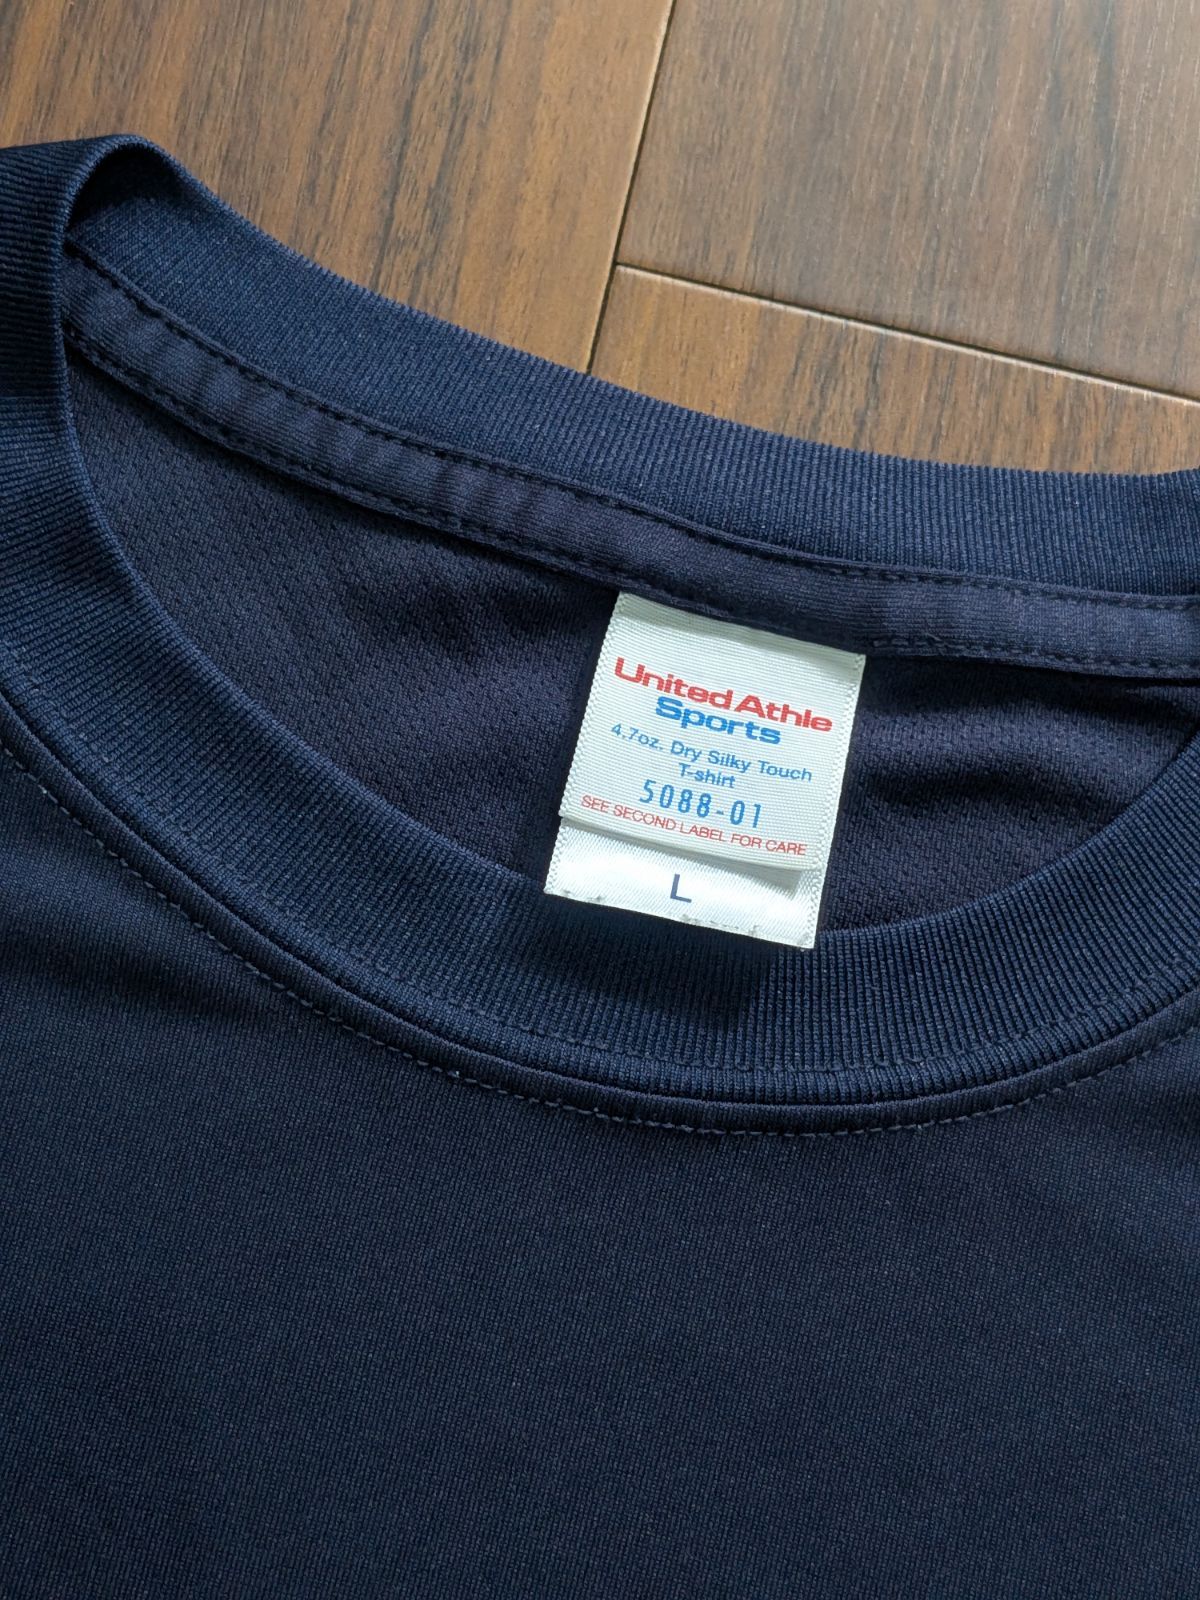 United Athle
Sports
4.7oz. Dry Silky Touch
T-shirt
5088-01
SEE SECOND LABEL FOR CARE
L